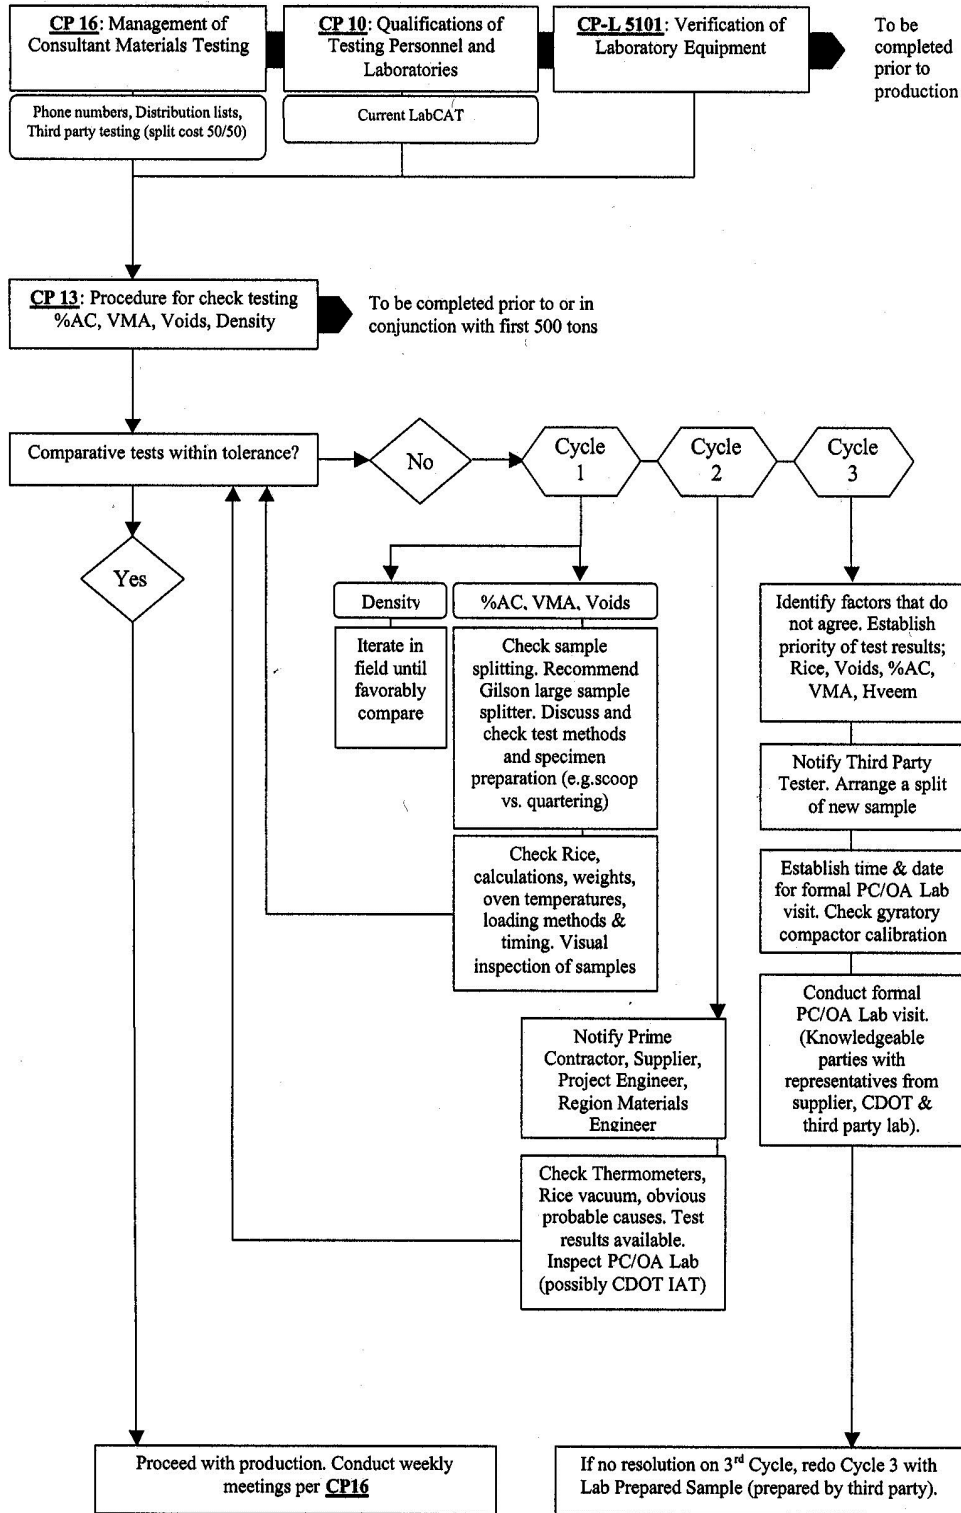 CP 16: Management of
Consultant Materials Testing
CP 10: Qualifications of
Testing Personnel and
Laboratories
CP-L 5101: Verification of
Laboratory Equipment
To be
completed
prior to
production
Phone numbers, Distribution lists,
Third party testing (split cost 50/50)
Current LabCAT
CP 13: Procedure for check testing
%AC, VMA, Voids, Density
To be completed prior to or in
conjunction with first 500 tons
Comparative tests within tolerance?
No
Cycle
1
Cycle
2
Cycle
3
Yes
Density
Iterate in
field until
favorably
compare
%AC, VMA, Voids
Check sample
splitting. Recommend
Gilson large sample
splitter. Discuss and
check test methods
and specimen
preparation (e.g.scoop
vs. quartering)
Check Rice,
calculations, weights,
oven temperatures,
loading methods &
timing. Visual
inspection of samples
Notify Prime
Contractor, Supplier,
Project Engineer,
Region Materials
Engineer
Check Thermometers,
Rice vacuum, obvious
probable causes. Test
results available.
Inspect PC/OA Lab
(possibly CDOT IAT)
Identify factors that do
not agree. Establish
priority of test results;
Rice, Voids, %AC,
VMA, Hveem
Notify Third Party
Tester. Arrange a split
of new sample
Establish time & date
for formal PC/OA Lab
visit. Check gyratory
compactor calibration
Conduct formal
PC/OA Lab visit.
(Knowledgeable
parties with
representatives from
supplier, CDOT &
third party lab).
Proceed with production. Conduct weekly
meetings per CP16
If no resolution on 3rd Cycle, redo Cycle 3 with
Lab Prepared Sample (prepared by third party).